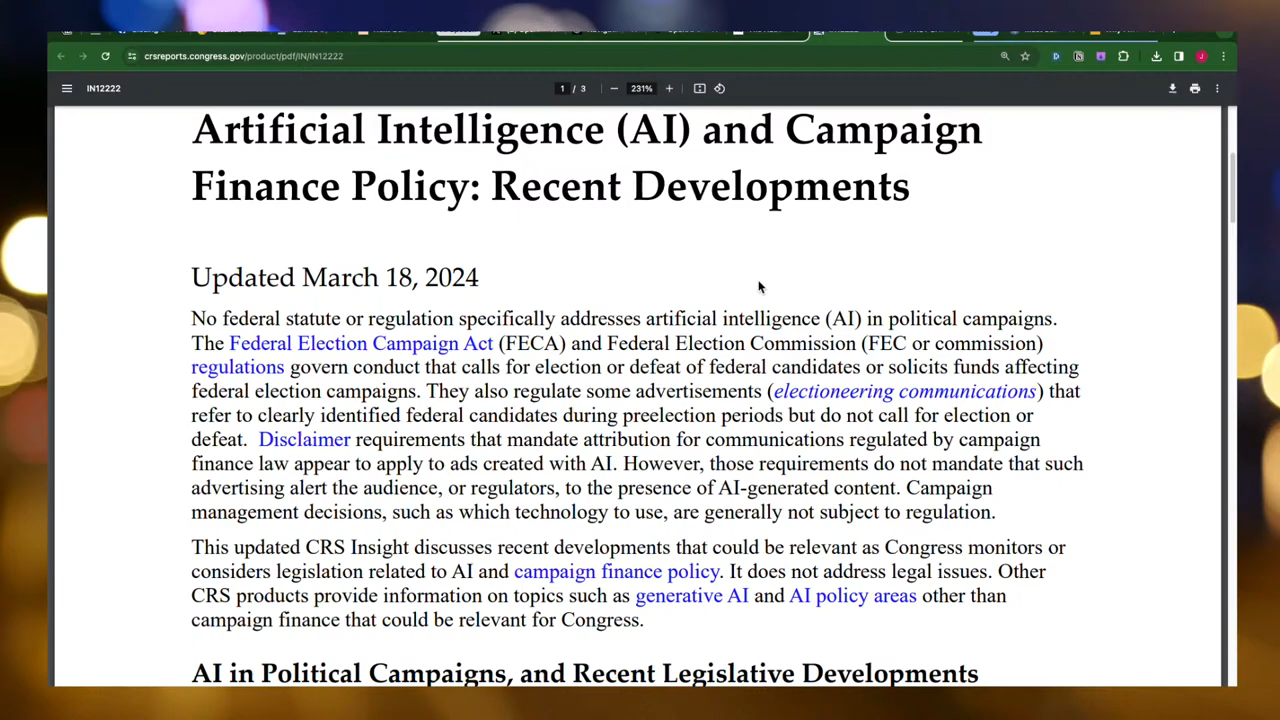 crsreports.congress.gov/product/pdf/IN/IN12222
IN12222
1 / 3
231%
Artificial Intelligence (AI) and Campaign
Finance Policy: Recent Developments
Updated March 18, 2024
No federal statute or regulation specifically addresses artificial intelligence (AI) in political campaigns.
The Federal Election Campaign Act (FECA) and Federal Election Commission (FEC or commission)
regulations govern conduct that calls for election or defeat of federal candidates or solicits funds affecting
federal election campaigns. They also regulate some advertisements (electioneering communications) that
refer to clearly identified federal candidates during preelection periods but do not call for election or
defeat. Disclaimer requirements that mandate attribution for communications regulated by campaign
finance law appear to apply to ads created with AI. However, those requirements do not mandate that such
advertising alert the audience, or regulators, to the presence of AI-generated content. Campaign
management decisions, such as which technology to use, are generally not subject to regulation.
This updated CRS Insight discusses recent developments that could be relevant as Congress monitors or
considers legislation related to AI and campaign finance policy. It does not address legal issues. Other
CRS products provide information on topics such as generative AI and AI policy areas other than
campaign finance that could be relevant for Congress.
AI in Political Campaigns, and Recent Legislative Developments